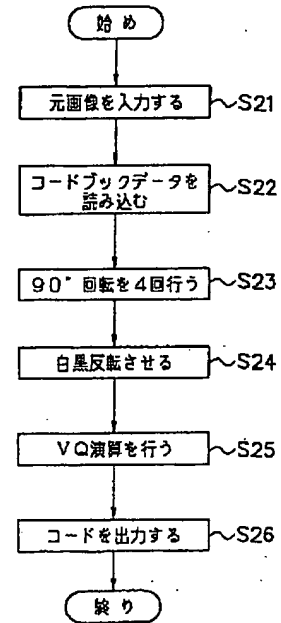 始め
元画像を入力する S21
コードブックデータを
読み込む S22
90°回転を4回行う S23
白黒反転させる S24
VQ演算を行う S25
コードを出力する S26
終り